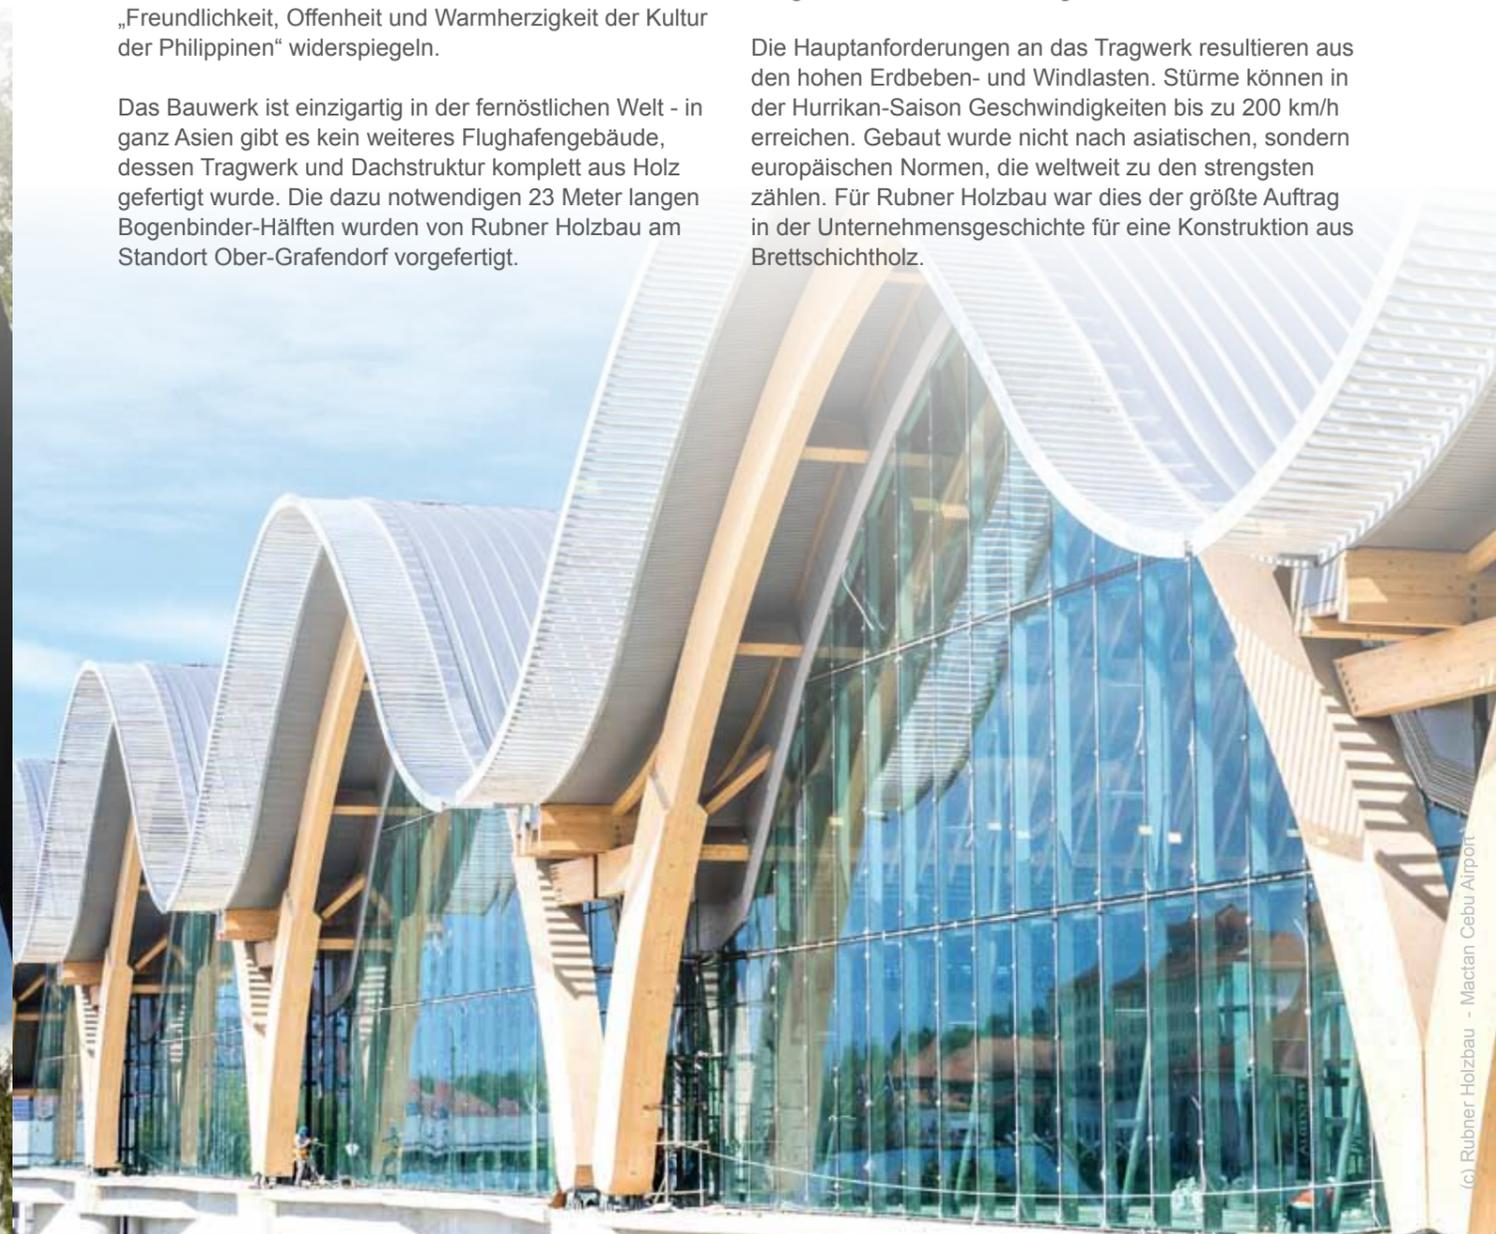 „Freundlichkeit, Offenheit und Warmherzigkeit der Kultur
der Philippinen“ widerspiegeln.
Das Bauwerk ist einzigartig in der fernöstlichen Welt - in
ganz Asien gibt es kein weiteres Flughafengebäude,
dessen Tragwerk und Dachstruktur komplett aus Holz
gefertigt wurde. Die dazu notwendigen 23 Meter langen
Bogenbinder-Hälften wurden von Rubner Holzbau am
Standort Ober-Grafendorf vorgefertigt.
Die Hauptanforderungen an das Tragwerk resultieren aus
den hohen Erdbeben- und Windlasten. Stürme können in
der Hurrikan-Saison Geschwindigkeiten bis zu 200 km/h
erreichen. Gebaut wurde nicht nach asiatischen, sondern
europäischen Normen, die weltweit zu den strengsten
zählen. Für Rubner Holzbau war dies der größte Auftrag
in der Unternehmensgeschichte für eine Konstruktion aus
Brettschichtholz.
(c) Rubner Holzbau - Mactan Cebu Airport